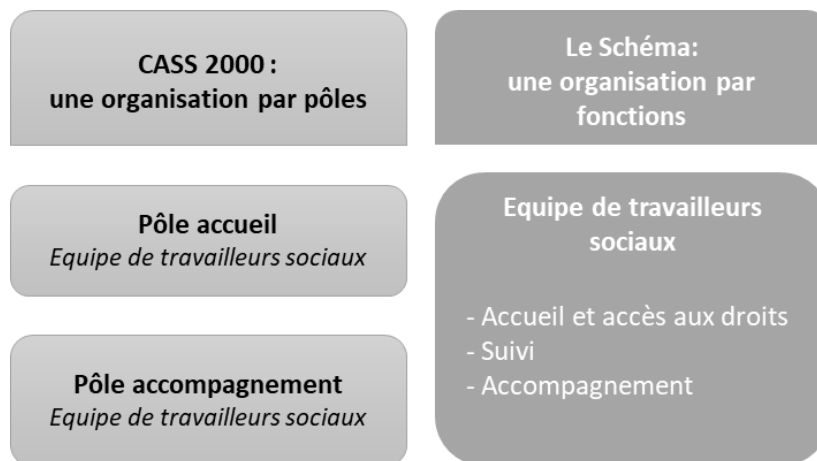 CASS 2000 :
une organisation par pôles
Le Schéma:
une organisation par
fonctions
Pôle accueil
Equipe de travailleurs sociaux
Pôle accompagnement
Equipe de travailleurs sociaux
Equipe de travailleurs
sociaux
- Accueil et accès aux droits
- Suivi
- Accompagnement